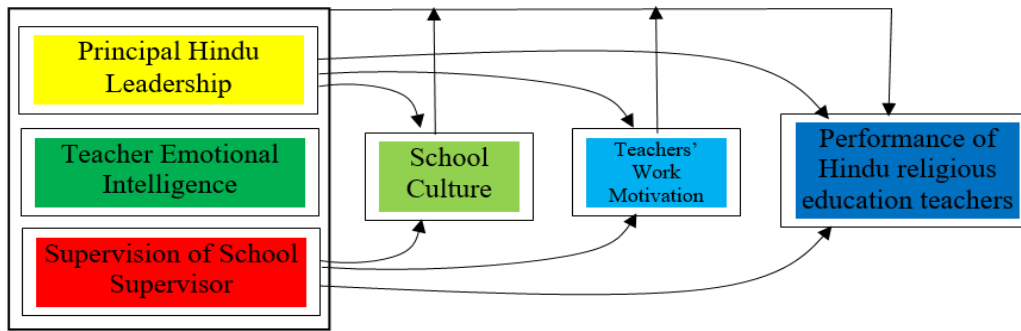 Principal Hindu
Leadership
Teacher Emotional
Intelligence
Supervision of School
Supervisor
School
Culture
Teachers’
Work
Motivation
Performance of
Hindu religious
education teachers